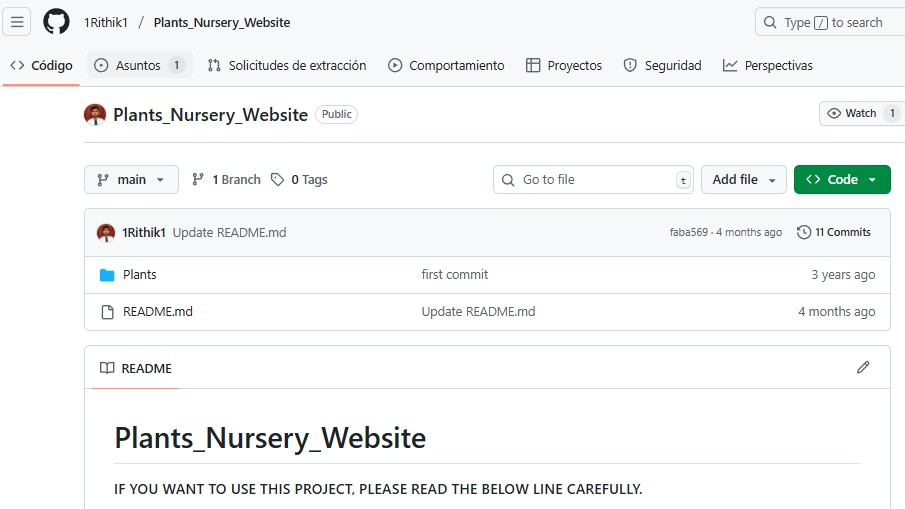 1Rithik1 / Plants_Nursery_Website
Type / to search
Código
Asuntos 1
Solicitudes de extracción
Comportamiento
Proyectos
Seguridad
Perspectivas
Plants_Nursery_Website Public
Watch 1
main
1 Branch
0 Tags
Go to file t
Add file
Code
1Rithik1 Update README.md
faba569 · 4 months ago
11 Commits
Plants first commit 3 years ago
README.md Update README.md 4 months ago
README
Plants_Nursery_Website
IF YOU WANT TO USE THIS PROJECT, PLEASE READ THE BELOW LINE CAREFULLY.